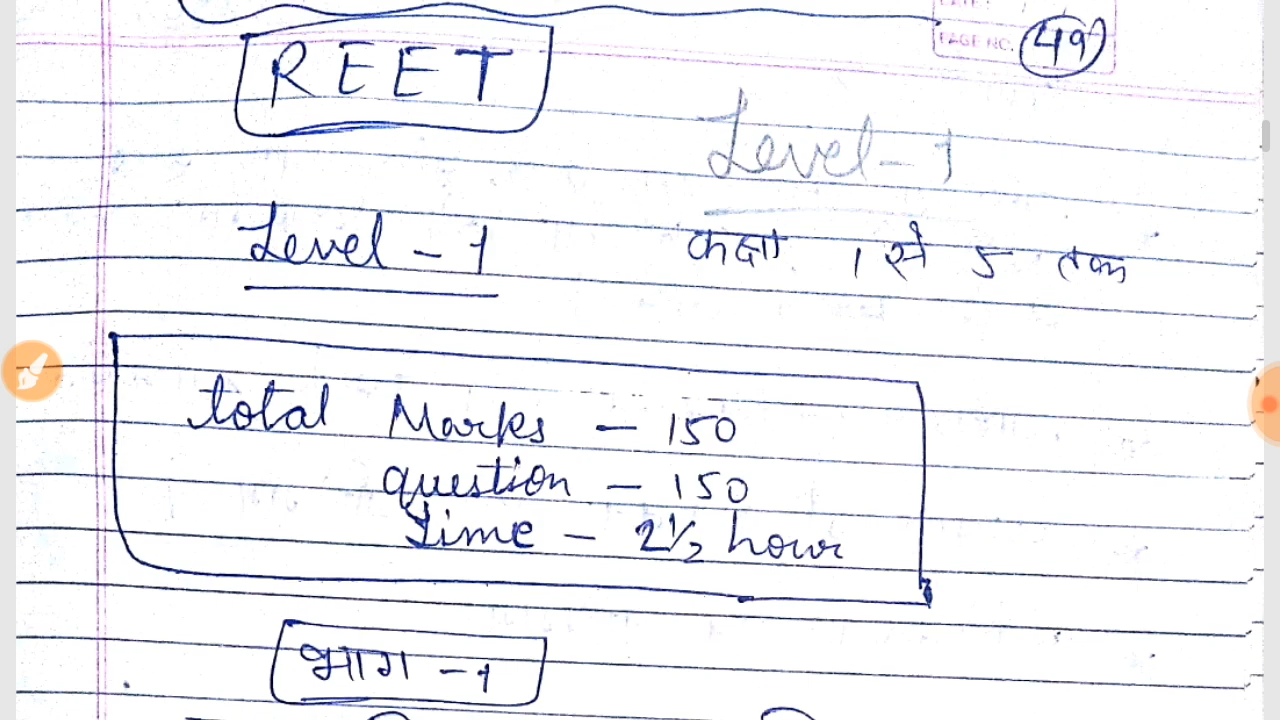 PAGE NO. 49
REET
Level - 1
Level - 1 कक्षा 1 से 5 तक
total Marks - 150
question - 150
time - 2½ hour
भाग - 1